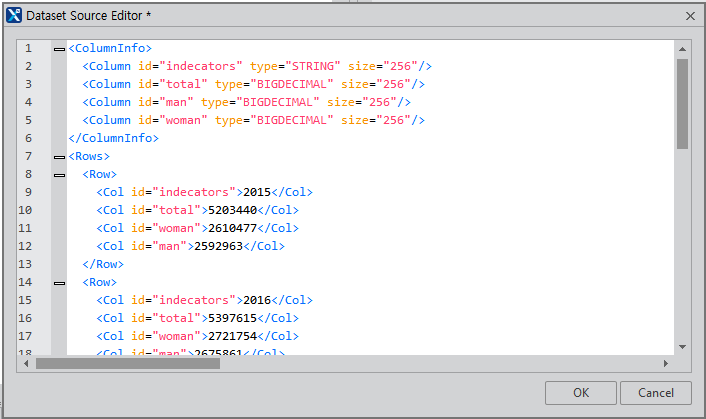 Dataset Source Editor *
1 <ColumnInfo>
2 <Column id="indecators" type="STRING" size="256"/>
3 <Column id="total" type="BIGDECIMAL" size="256"/>
4 <Column id="man" type="BIGDECIMAL" size="256"/>
5 <Column id="woman" type="BIGDECIMAL" size="256"/>
6 </ColumnInfo>
7 <Rows>
8 <Row>
9 <Col id="indecators">2015</Col>
10 <Col id="total">5203440</Col>
11 <Col id="woman">2610477</Col>
12 <Col id="man">2592963</Col>
13 </Row>
14 <Row>
15 <Col id="indecators">2016</Col>
16 <Col id="total">5397615</Col>
17 <Col id="woman">2721754</Col>
18 <Col id="man">2675861</Col>
OK Cancel